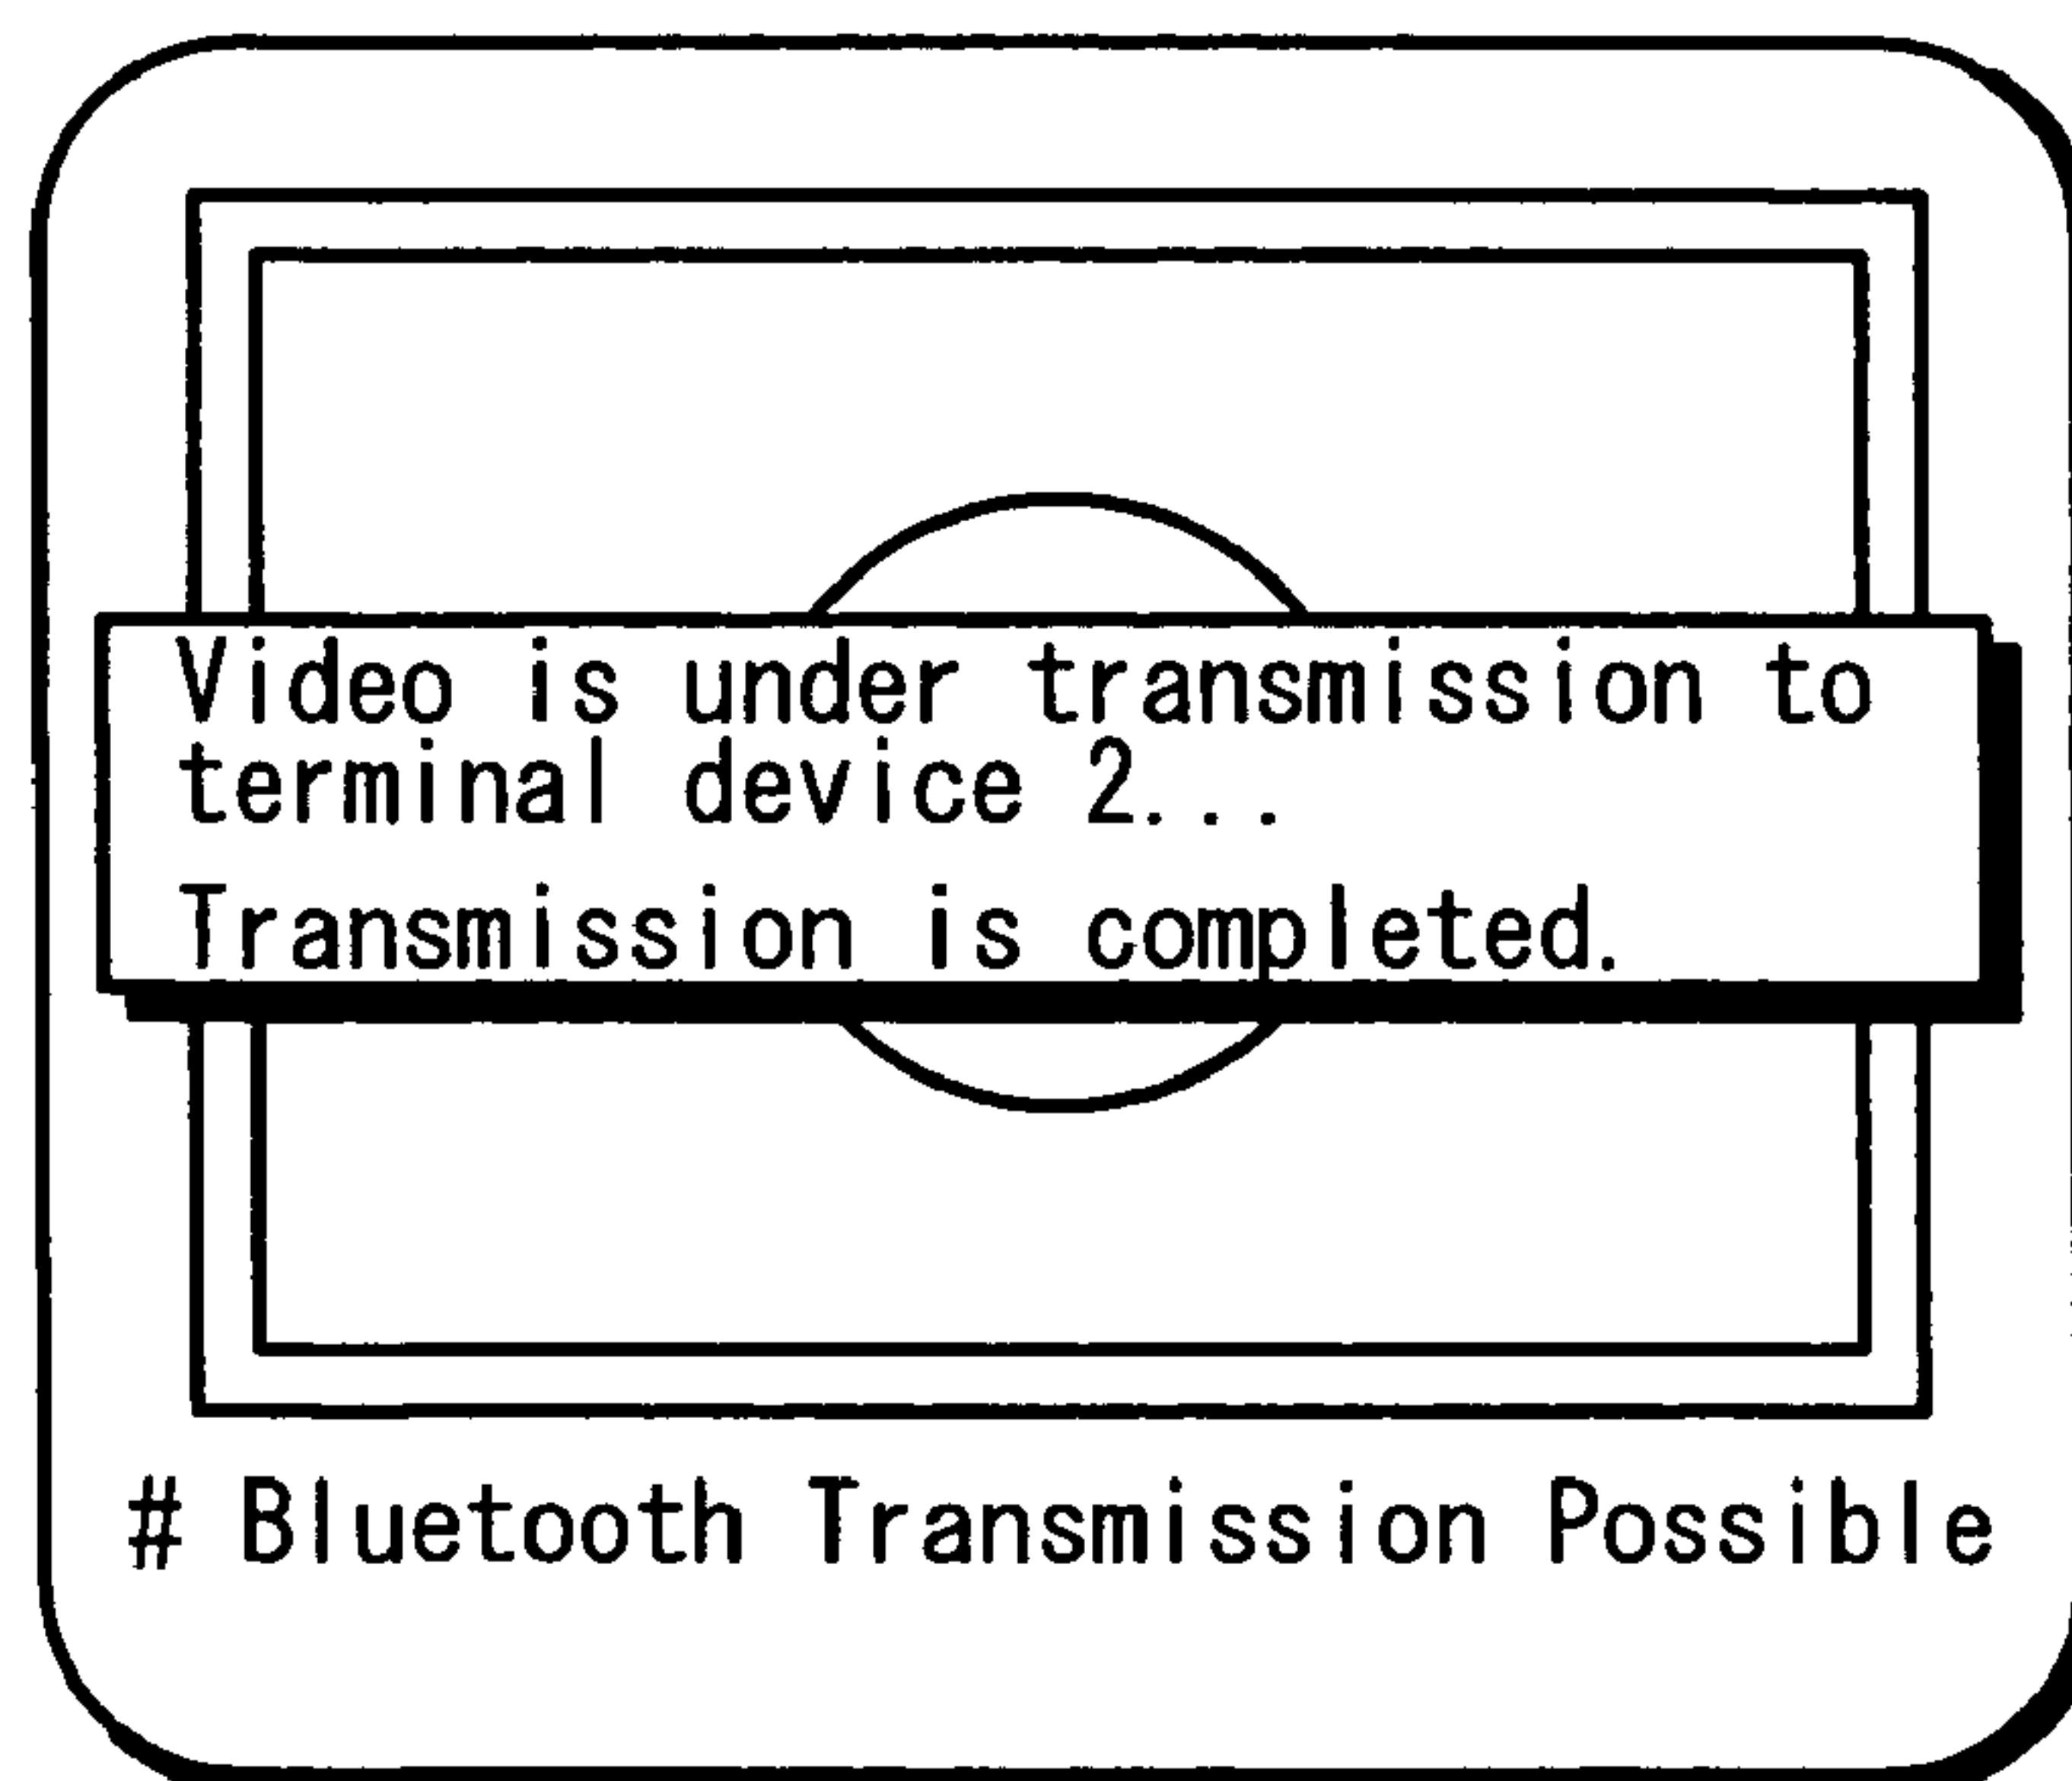 Video is under transmission to
terminal device 2...
Transmission is completed.
# Bluetooth Transmission Possible